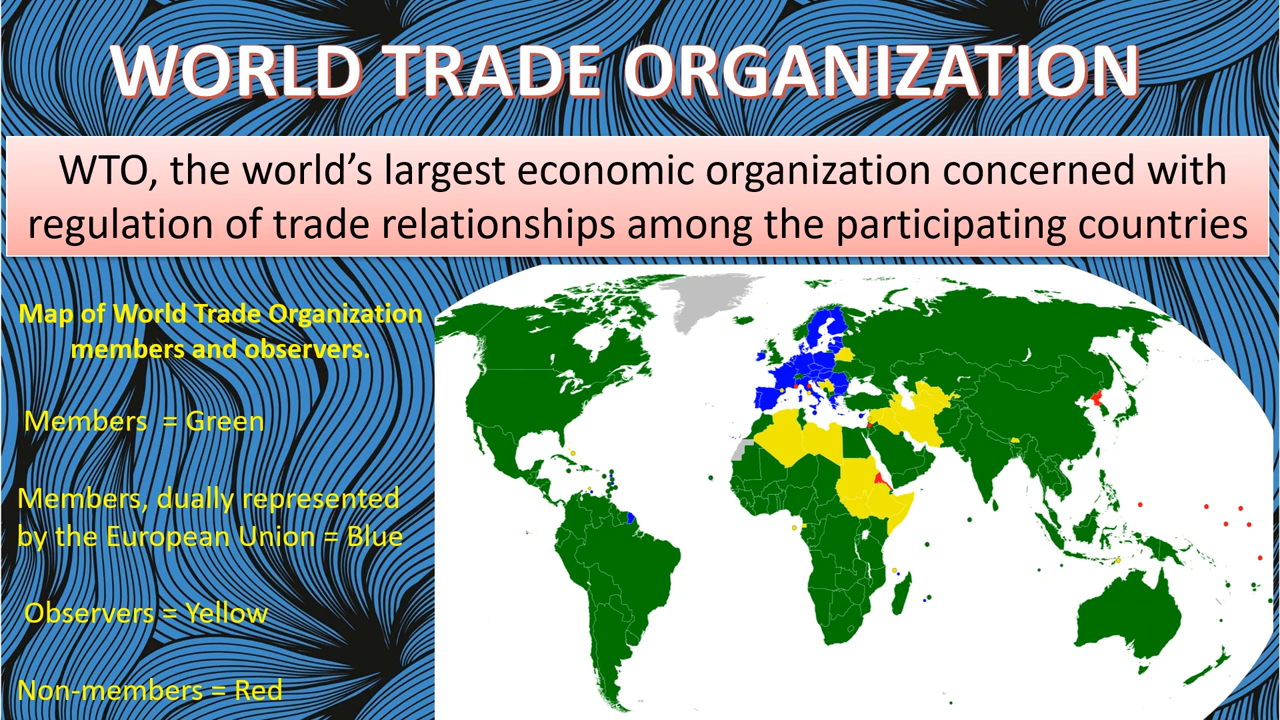 WORLD TRADE ORGANIZATION
WTO, the world’s largest economic organization concerned with
regulation of trade relationships among the participating countries
Map of World Trade Organization
members and observers.
Members = Green
Members, dually represented
by the European Union = Blue
Observers = Yellow
Non-members = Red